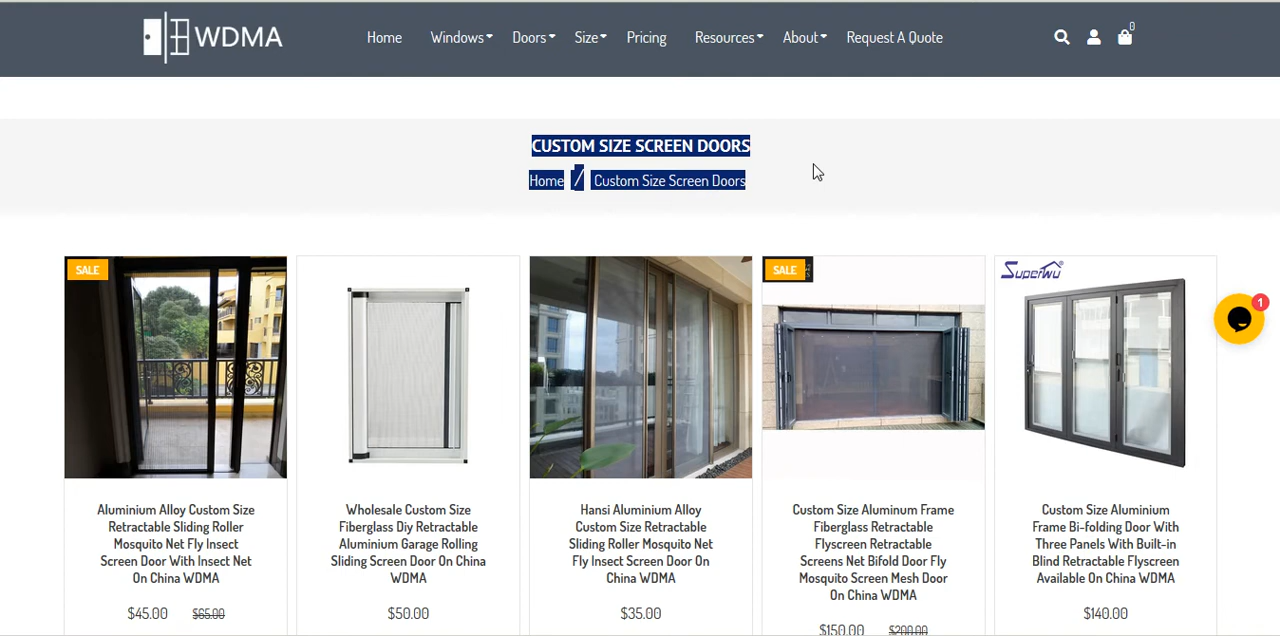 WDMA
Home Windows Doors Size Pricing Resources About Request A Quote
0
CUSTOM SIZE SCREEN DOORS
Home / Custom Size Screen Doors
SALE
SALE
Superwu®
1
Aluminium Alloy Custom Size
Retractable Sliding Roller
Mosquito Net Fly Insect
Screen Door With Insect Net
On China WDMA
$45.00 $65.00
Wholesale Custom Size
Fiberglass Diy Retractable
Aluminium Garage Rolling
Sliding Screen Door On China
WDMA
$50.00
Hansi Aluminium Alloy
Custom Size Retractable
Sliding Roller Mosquito Net
Fly Insect Screen Door On
China WDMA
$35.00
Custom Size Aluminum Frame
Fiberglass Retractable
Flyscreen Retractable
Screens Net Bifold Door Fly
Mosquito Screen Mesh Door
On China WDMA
$150.00 $200.00
Custom Size Aluminium
Frame Bi-folding Door With
Three Panels With Built-in
Blind Retractable Flyscreen
Available On China WDMA
$140.00